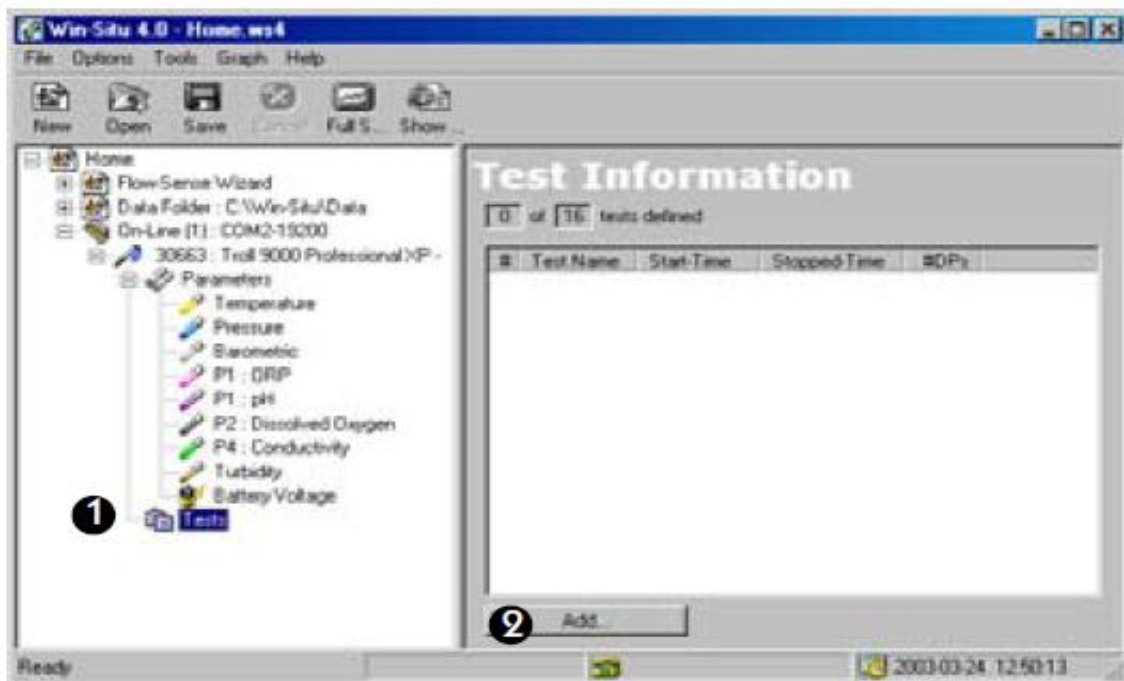 Win-Situ 4.0 - Home.ws4
File Options Tools Graph Help
New Open Save Cancel Full S... Show ...
Home
Flow-Sense Wizard
Data Folder : C:\Win-Situ\Data
On-Line (1) : COM2-19200
30663 : Troll 9000 Professional XP -
Parameters
Temperature
Pressure
Barometric
P1 : ORP
P1 : pH
P2 : Dissolved Oxygen
P4 : Conductivity
Turbidity
Battery Voltage
1
Tests
Test Information
0 of 16 tests defined
# Test Name Start-Time Stopped-Time #DPs
2 Add...
Ready
2003-03-24 12:50:13